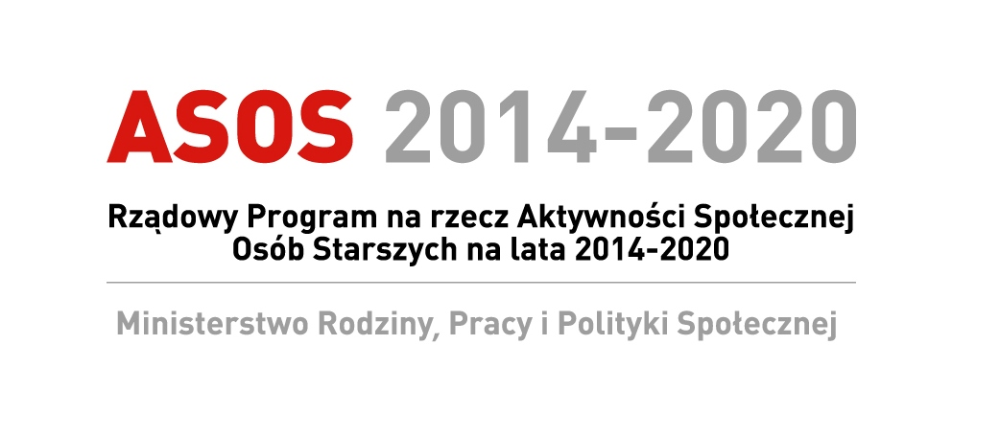 ASOS 2014-2020
Rządowy Program na rzecz Aktywności Społecznej
Osób Starszych na lata 2014-2020
Ministerstwo Rodziny, Pracy i Polityki Społecznej